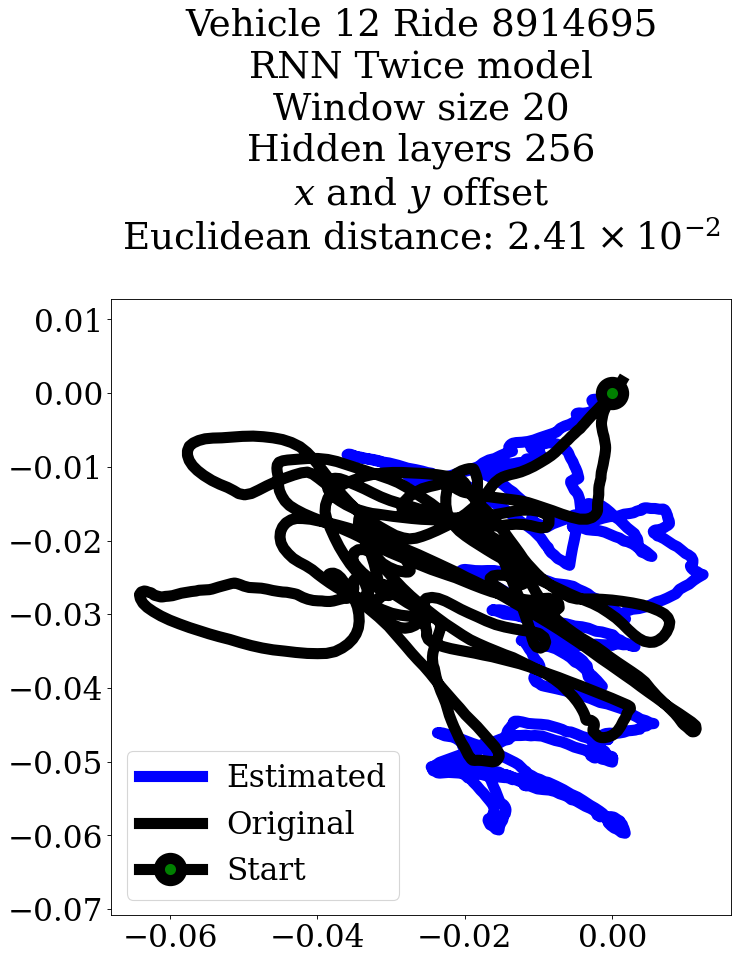 Vehicle 12 Ride 8914695
RNN Twice model
Window size 20
Hidden layers 256
x and y offset
Euclidean distance: 2.41 × 10⁻²
0.01
0.00
−0.01
−0.02
−0.03
−0.04
−0.05
−0.06
−0.07
Estimated
Original
Start
−0.06 −0.04 −0.02 0.00